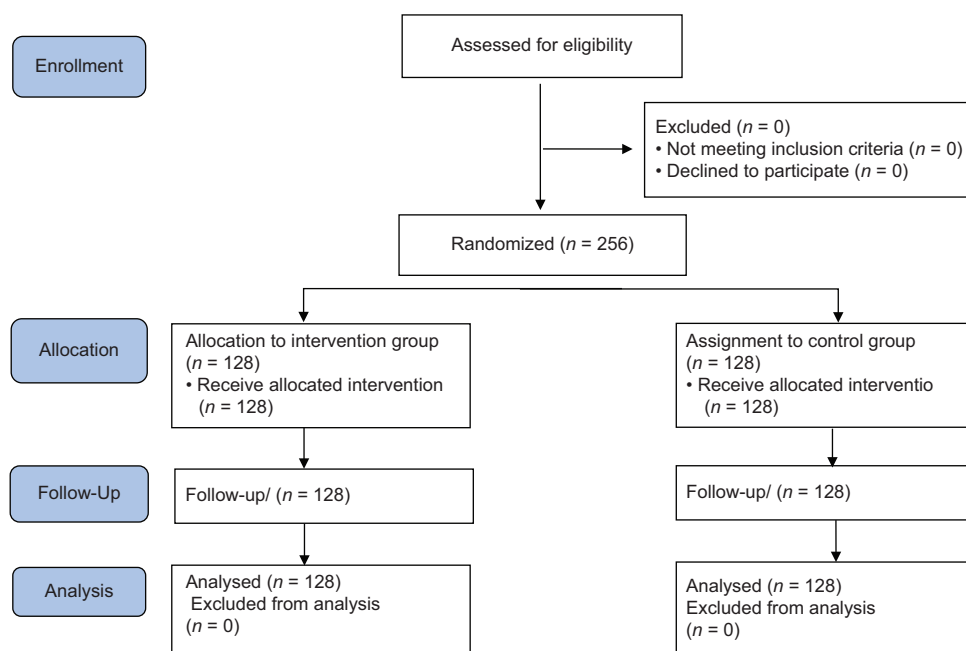 Enrollment
Assessed for eligibility
Excluded (n = 0)
• Not meeting inclusion criteria (n = 0)
• Declined to participate (n = 0)
Randomized (n = 256)
Allocation
Allocation to intervention group
(n = 128)
• Receive allocated intervention
(n = 128)
Assignment to control group
(n = 128)
• Receive allocated interventio
(n = 128)
Follow-Up
Follow-up/ (n = 128)
Follow-up/ (n = 128)
Analysis
Analysed (n = 128)
Excluded from analysis
(n = 0)
Analysed (n = 128)
Excluded from analysis
(n = 0)